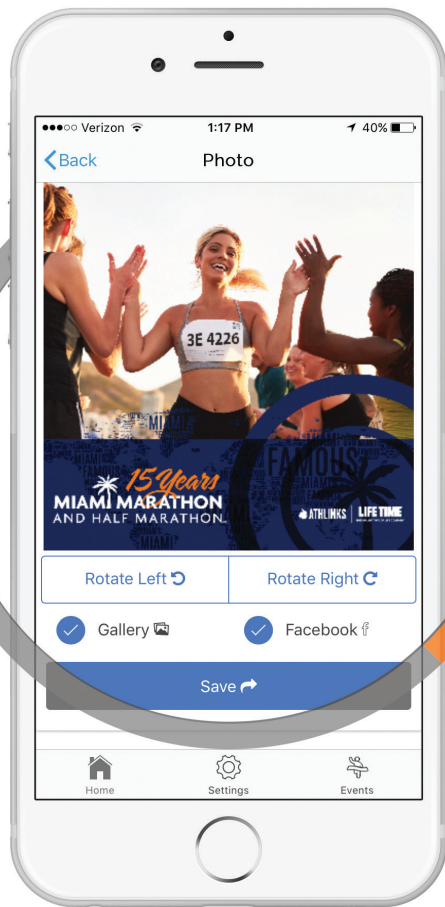 Verizon 1:17 PM 40%
Back Photo
3E 4226
MIAMI
FAMOUS
15 Years
MIAMI MARATHON
AND HALF MARATHON.
ATHLINKS LIFE TIME
Rotate Left Rotate Right
Gallery Facebook f
Save
Home Settings Events